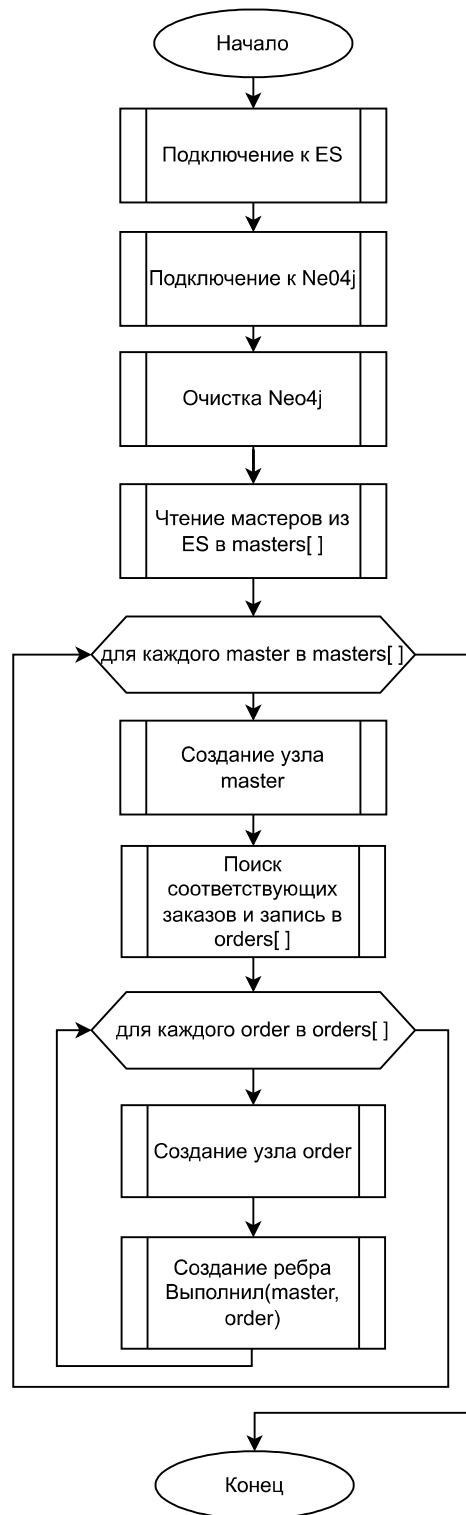 Начало
Подключение к ES
Подключение к Ne04j
Очистка Neo4j
Чтение мастеров из
ES в masters[ ]
для каждого master в masters[ ]
Создание узла
master
Поиск
соответствующих
заказов и запись в
orders[ ]
для каждого order в orders[ ]
Создание узла order
Создание ребра
Выполнил(master,
order)
Конец